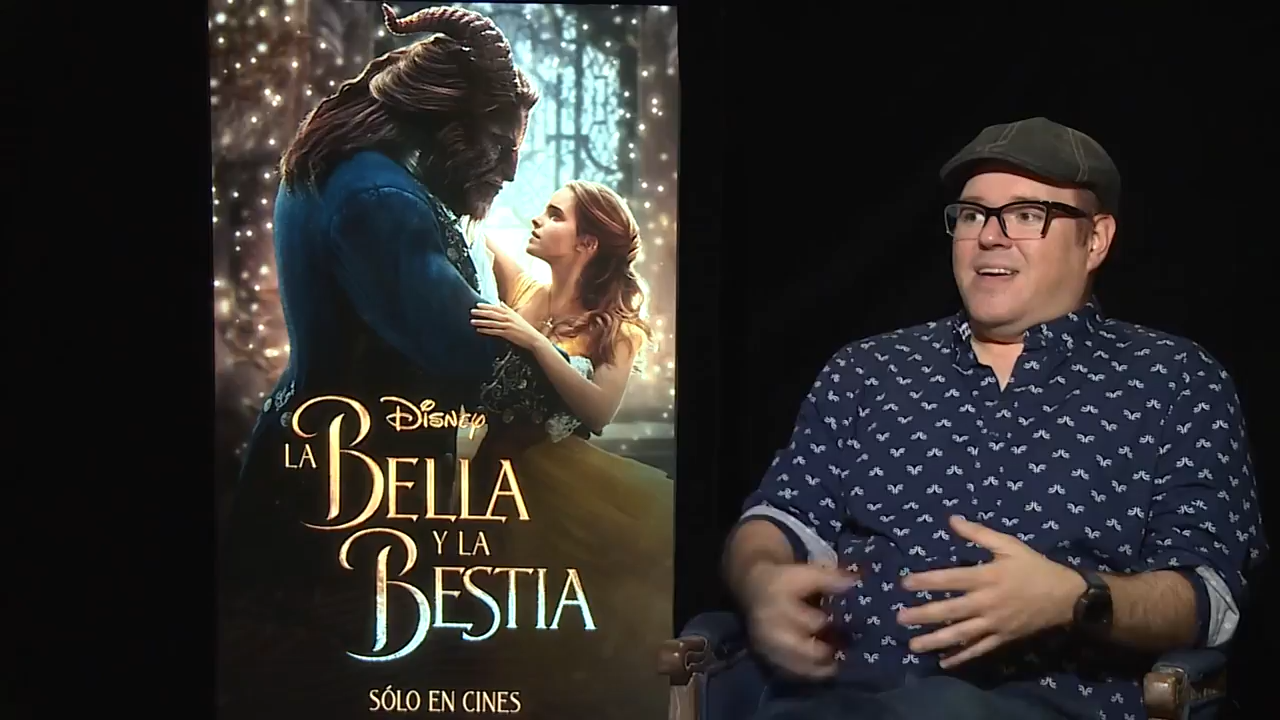 Disney
LA BELLA
Y LA
BESTIA
SÓLO EN CINES